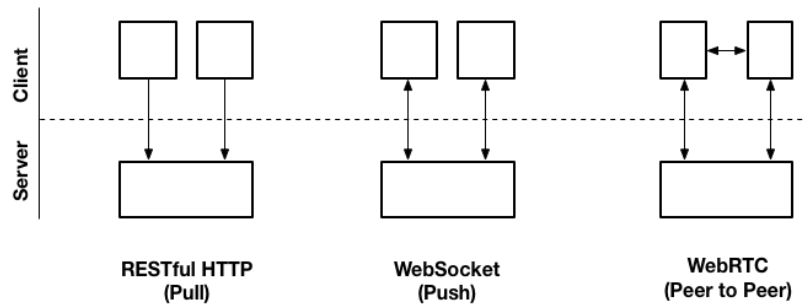 Client
Server
RESTful HTTP
(Pull)
WebSocket
(Push)
WebRTC
(Peer to Peer)